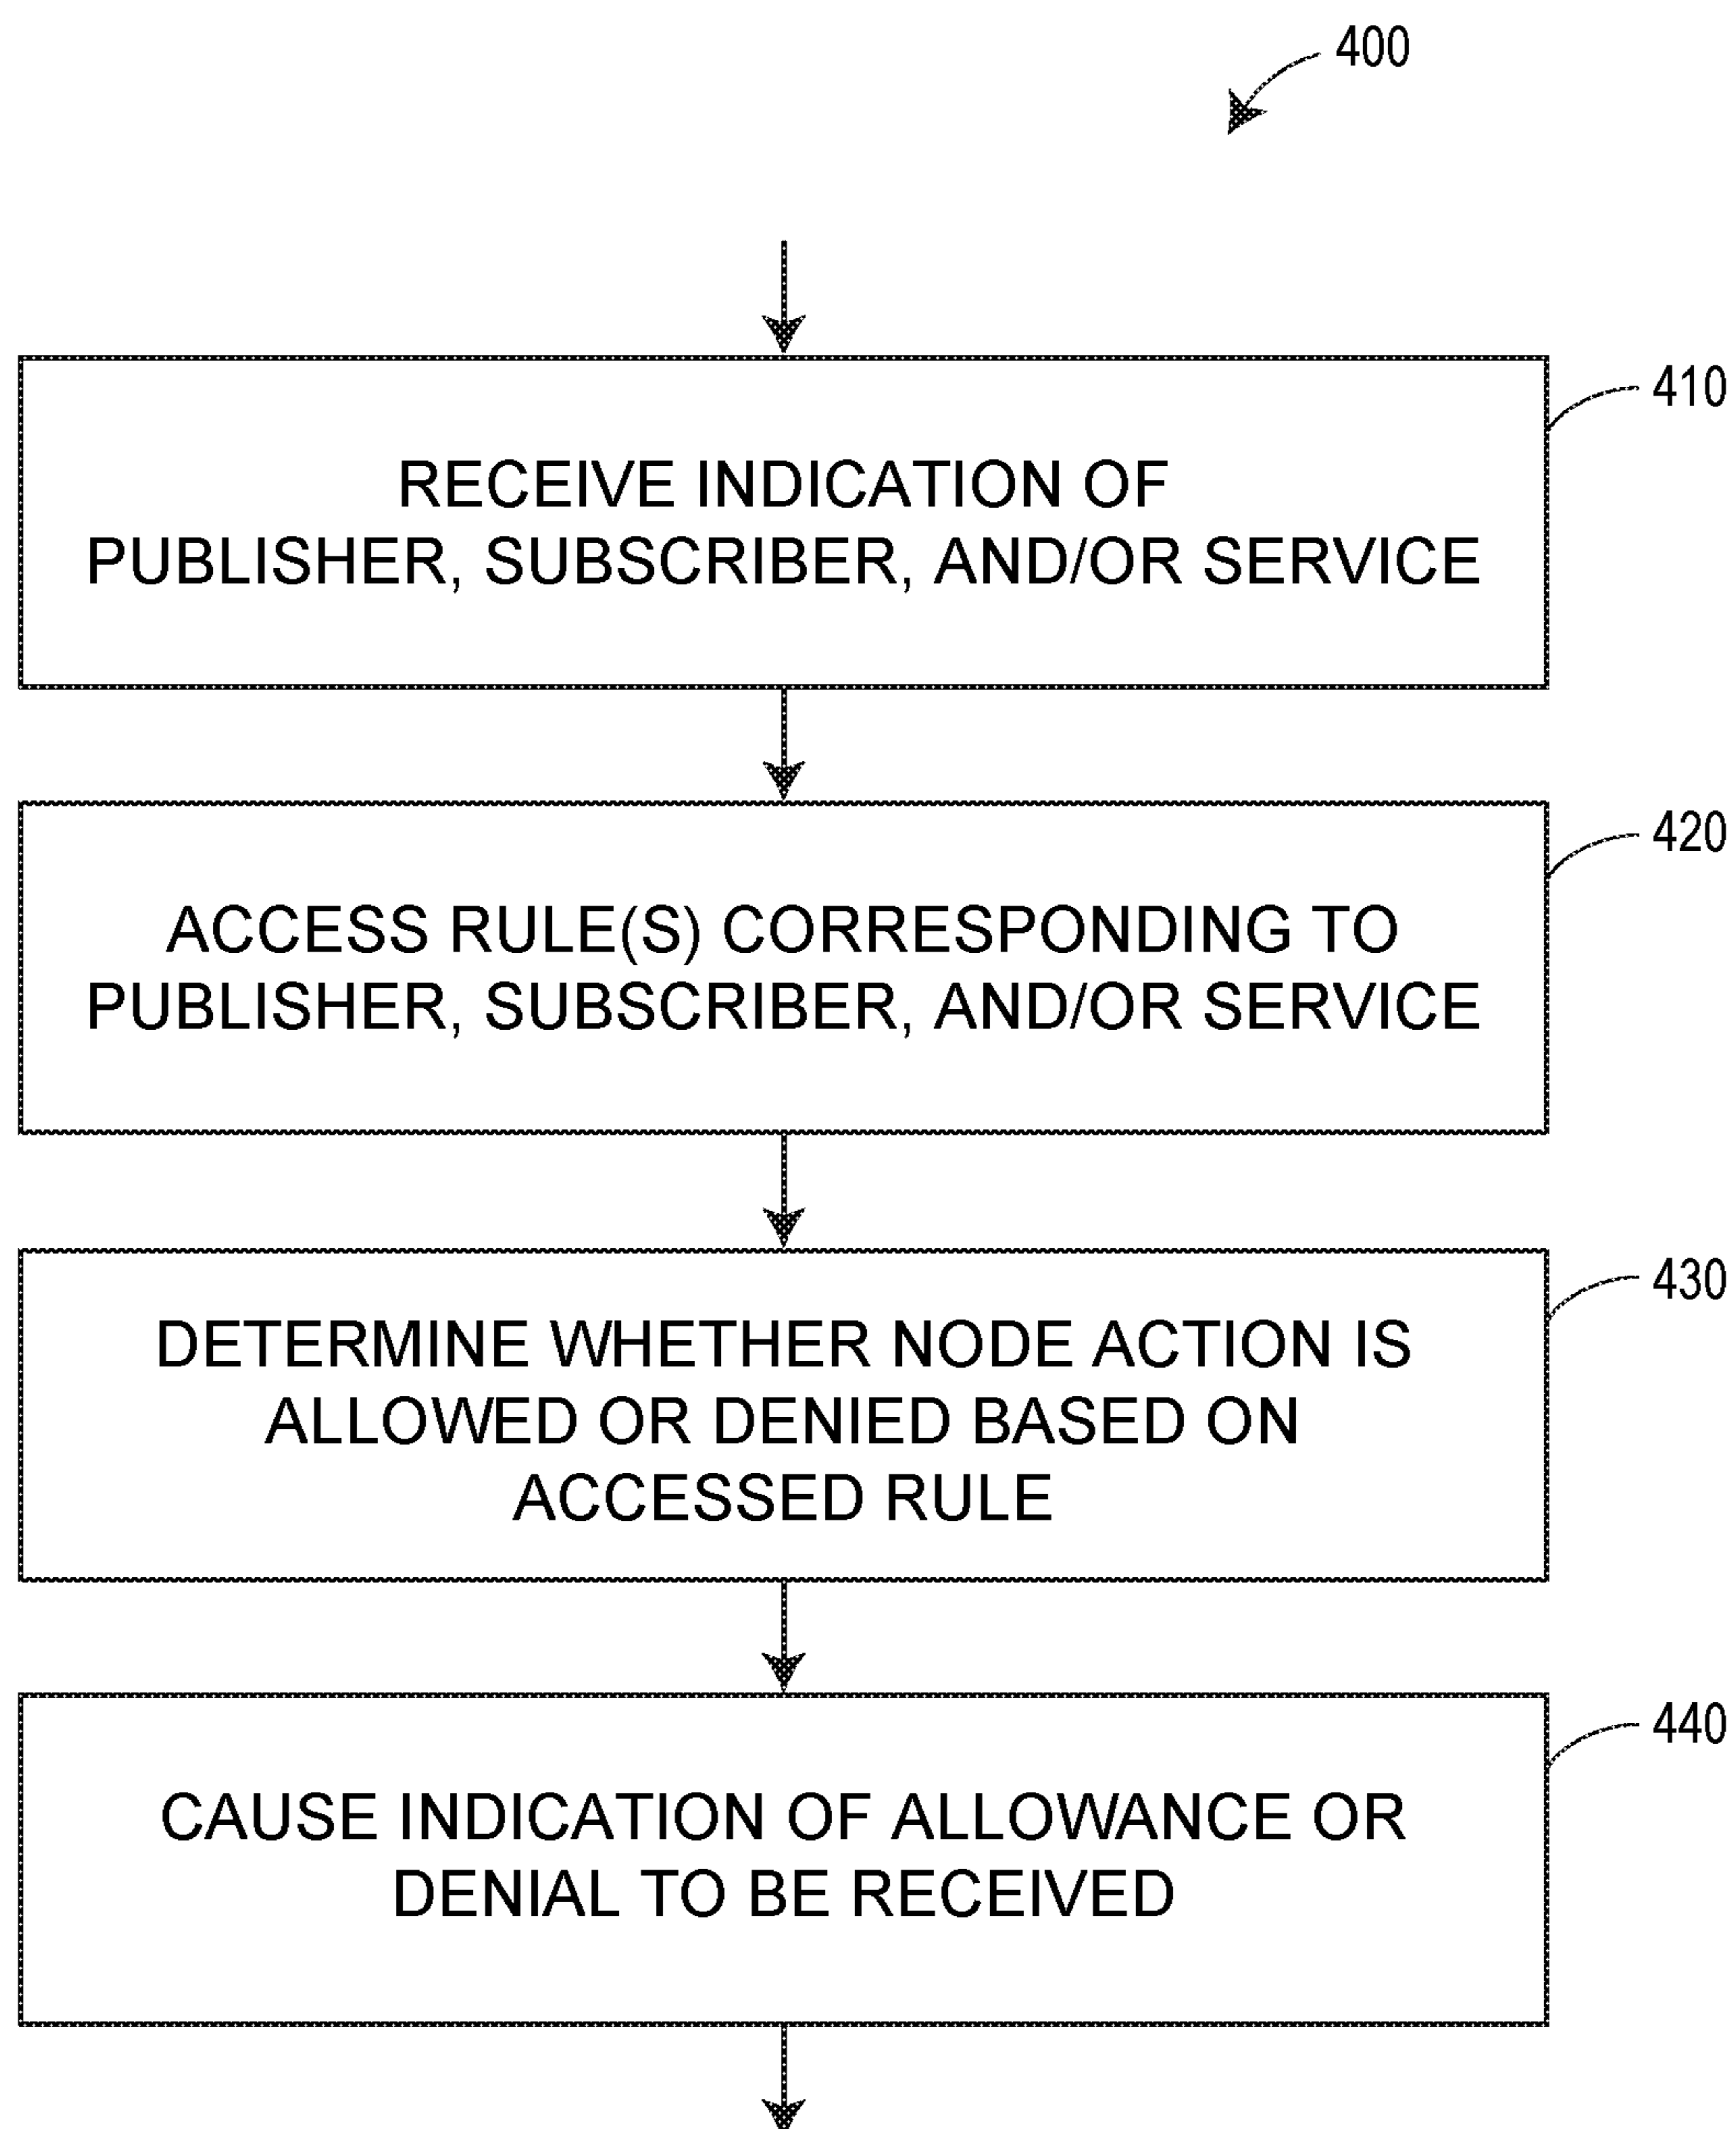 400
410
RECEIVE INDICATION OF
PUBLISHER, SUBSCRIBER, AND/OR SERVICE
420
ACCESS RULE(S) CORRESPONDING TO
PUBLISHER, SUBSCRIBER, AND/OR SERVICE
430
DETERMINE WHETHER NODE ACTION IS
ALLOWED OR DENIED BASED ON
ACCESSED RULE
440
CAUSE INDICATION OF ALLOWANCE OR
DENIAL TO BE RECEIVED